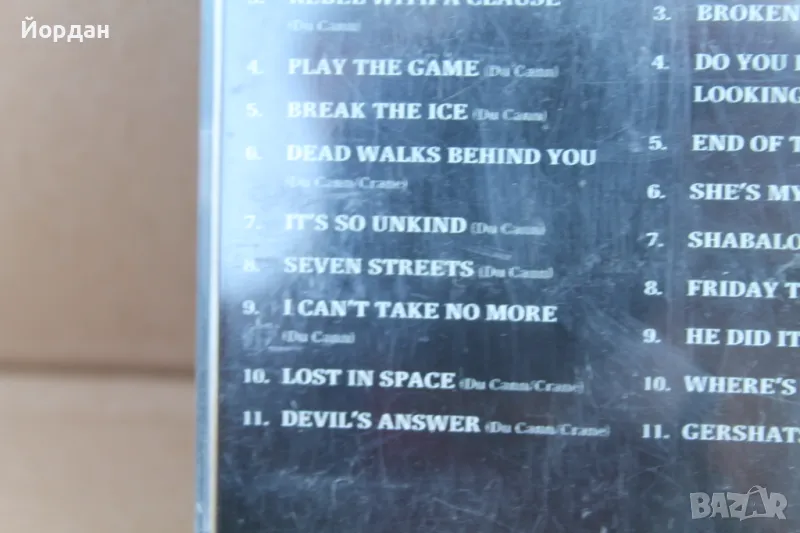 Йордан
3. REBEL WITH A CLAUSE
(Du Cann)
4. PLAY THE GAME (Du Cann)
5. BREAK THE ICE (Du Cann)
6. DEAD WALKS BEHIND YOU
(Du Cann/Crane)
7. IT'S SO UNKIND (Du Cann)
8. SEVEN STREETS (Du Cann)
9. I CAN'T TAKE NO MORE
(Du Cann)
10. LOST IN SPACE (Du Cann/Crane)
11. DEVIL'S ANSWER (Du Cann/Crane)
3. BROKEN
4. DO YOU
LOOKING
5. END OF
6. SHE'S MY
7. SHABALO
8. FRIDAY
9. HE DID IT
10. WHERE'S
11. GERSHATS
BAZAR